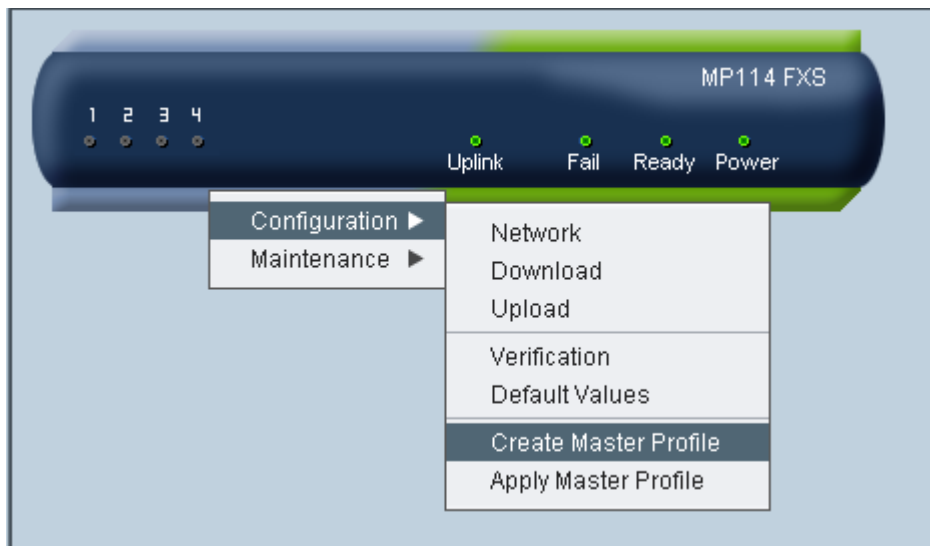 MP114 FXS
1 2 3 4
Uplink Fail Ready Power
Configuration
Maintenance
Network
Download
Upload
Verification
Default Values
Create Master Profile
Apply Master Profile